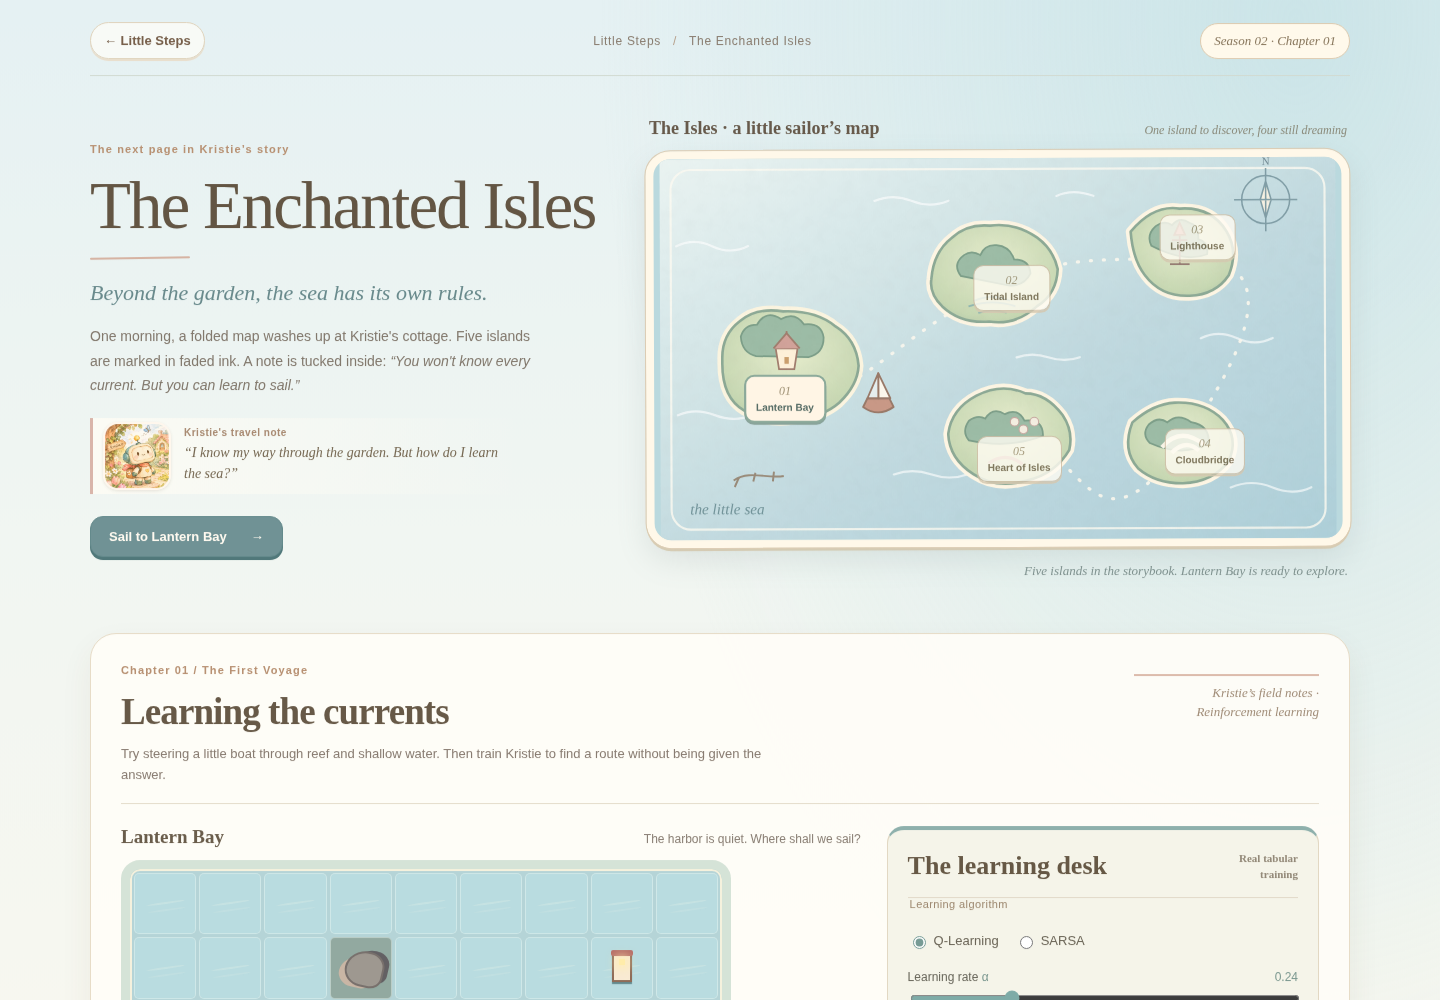 ← Little Steps
Little Steps / The Enchanted Isles
Season 02 · Chapter 01
The next page in Kristie's story
The Enchanted Isles
Beyond the garden, the sea has its own rules.
One morning, a folded map washes up at Kristie's cottage. Five islands
are marked in faded ink. A note is tucked inside: “You won't know every
current. But you can learn to sail.”
Kristie's travel note
“I know my way through the garden. But how do I learn
the sea?”
Sail to Lantern Bay →
The Isles · a little sailor’s map
One island to discover, four still dreaming
N
03
Lighthouse
02
Tidal Island
01
Lantern Bay
05
Heart of Isles
04
Cloudbridge
the little sea
Five islands in the storybook. Lantern Bay is ready to explore.
Chapter 01 / The First Voyage
Learning the currents
Try steering a little boat through reef and shallow water. Then train Kristie to find a route without being given the
answer.
Kristie’s field notes ·
Reinforcement learning
Lantern Bay
The harbor is quiet. Where shall we sail?
The learning desk
Real tabular
training
Learning algorithm
Q-Learning
SARSA
Learning rate α
0.24